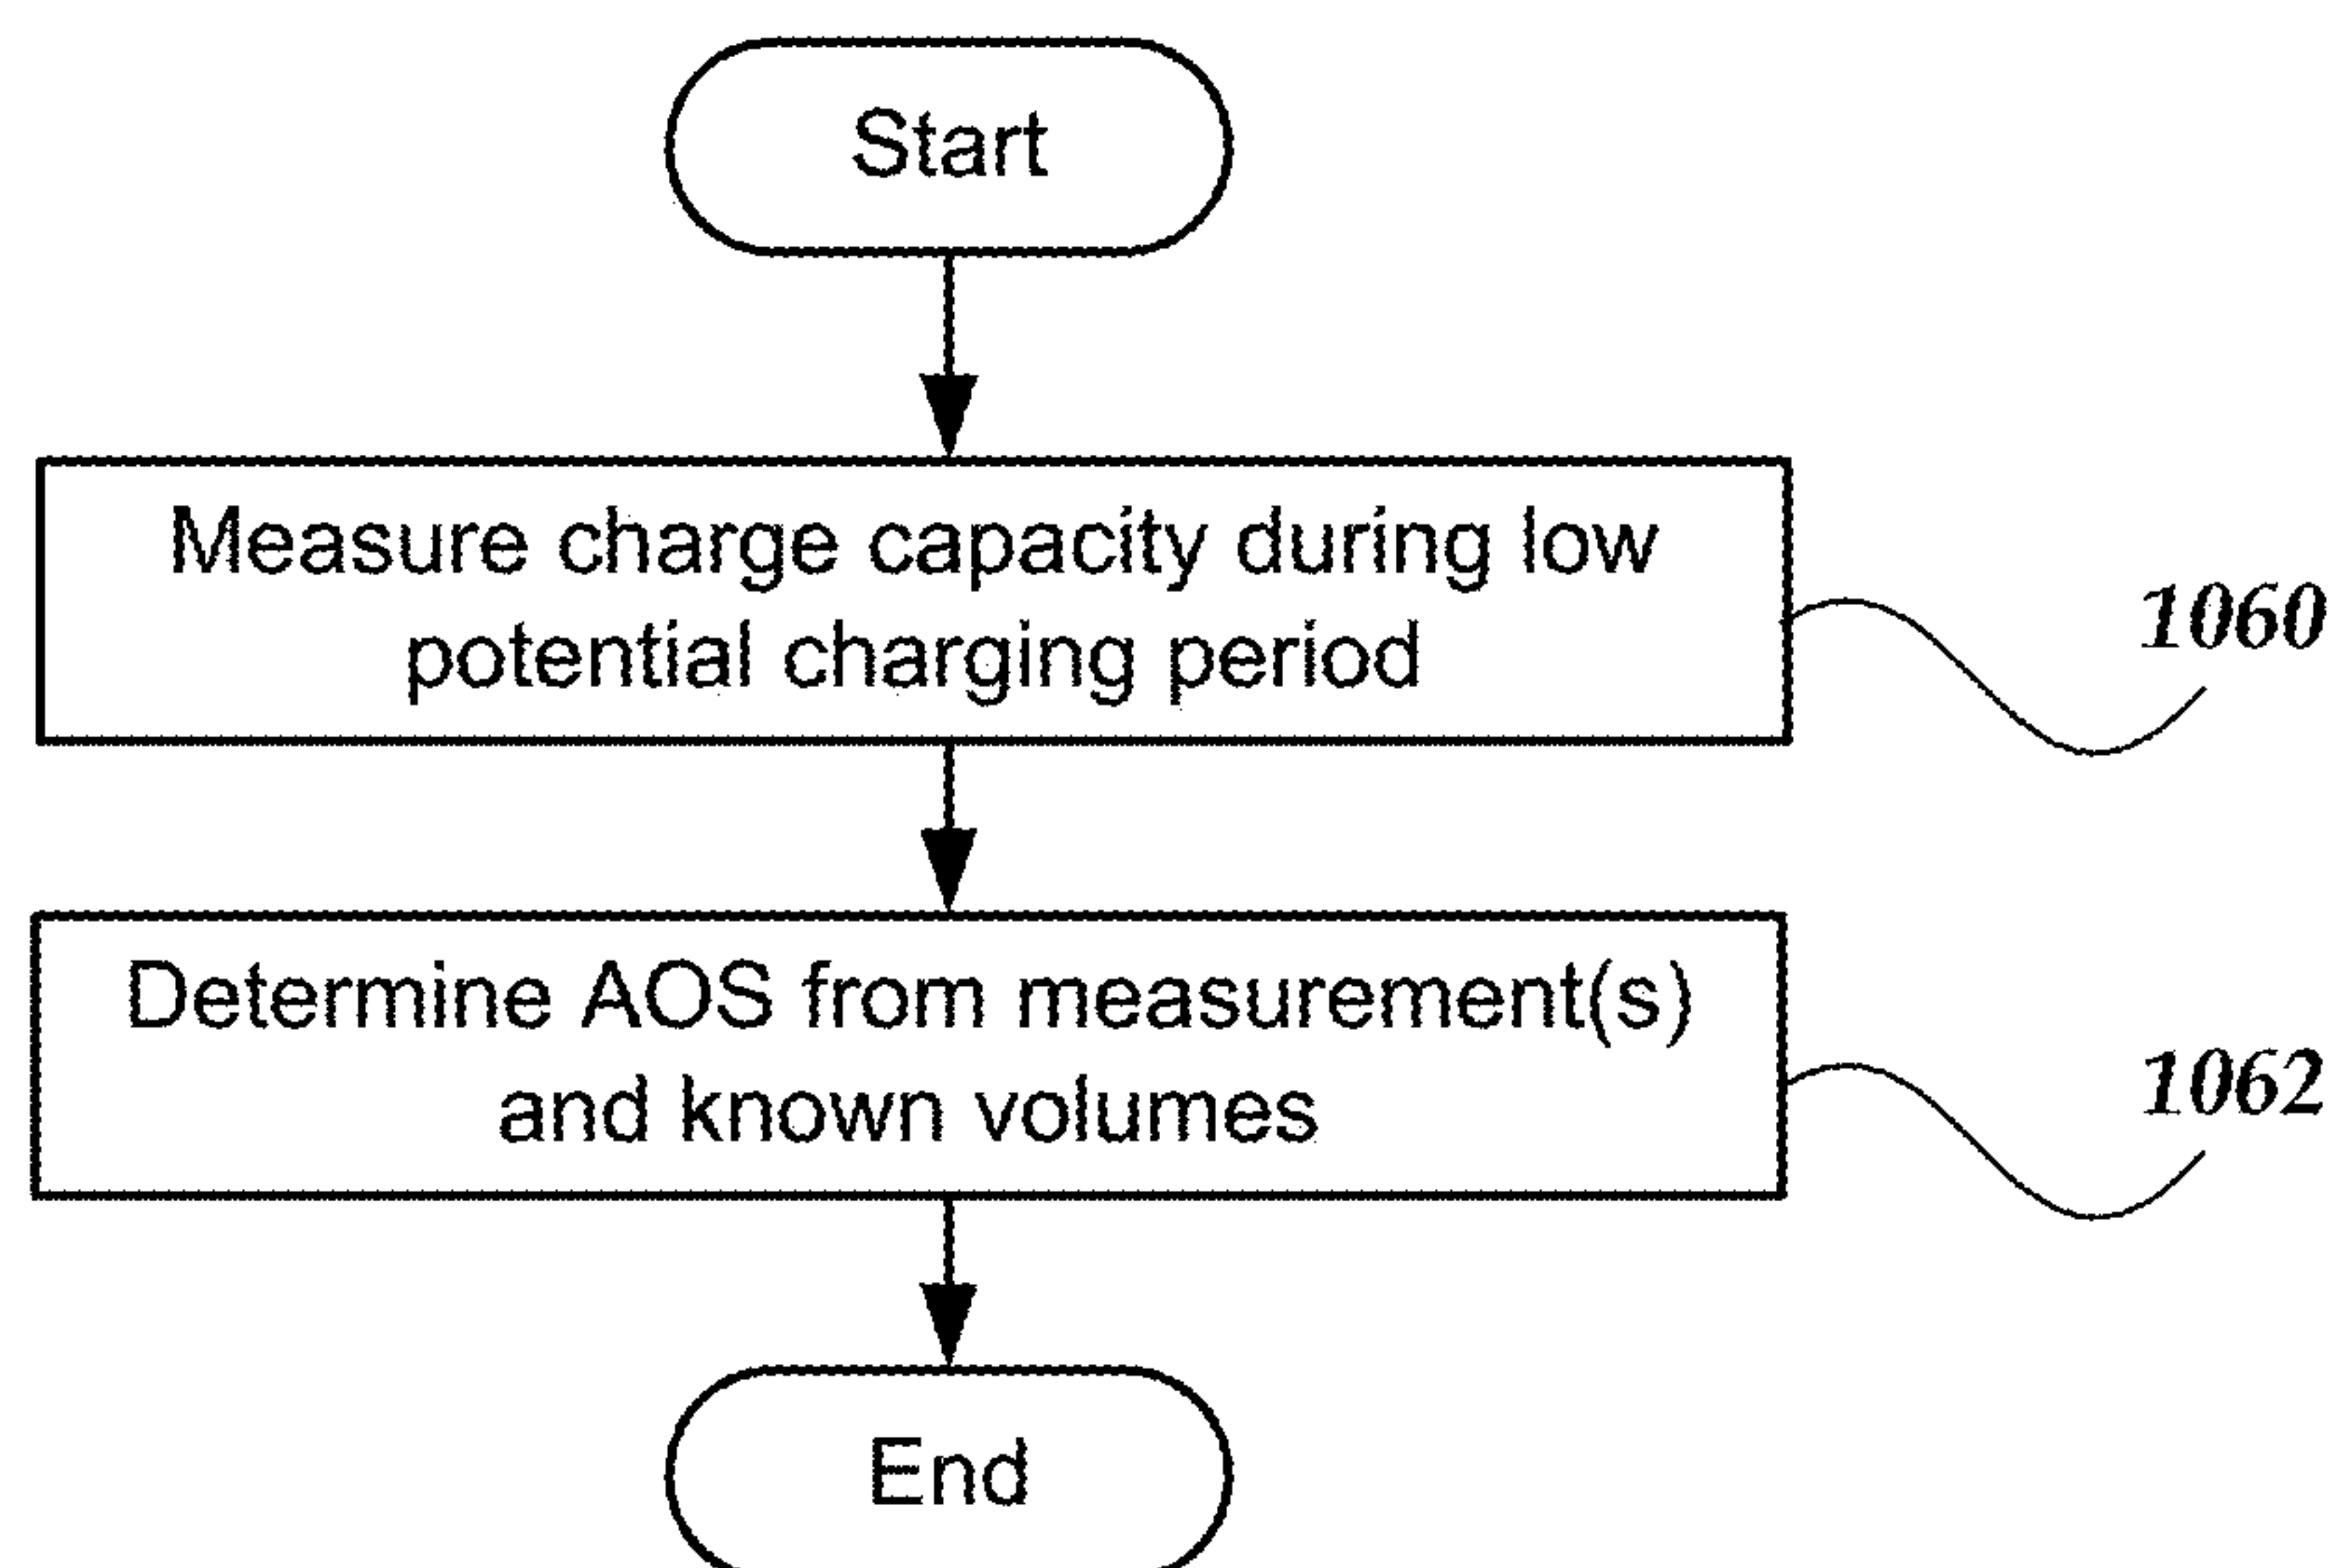 Start
Measure charge capacity during low
potential charging period
1060
Determine AOS from measurement(s)
and known volumes
1062
End